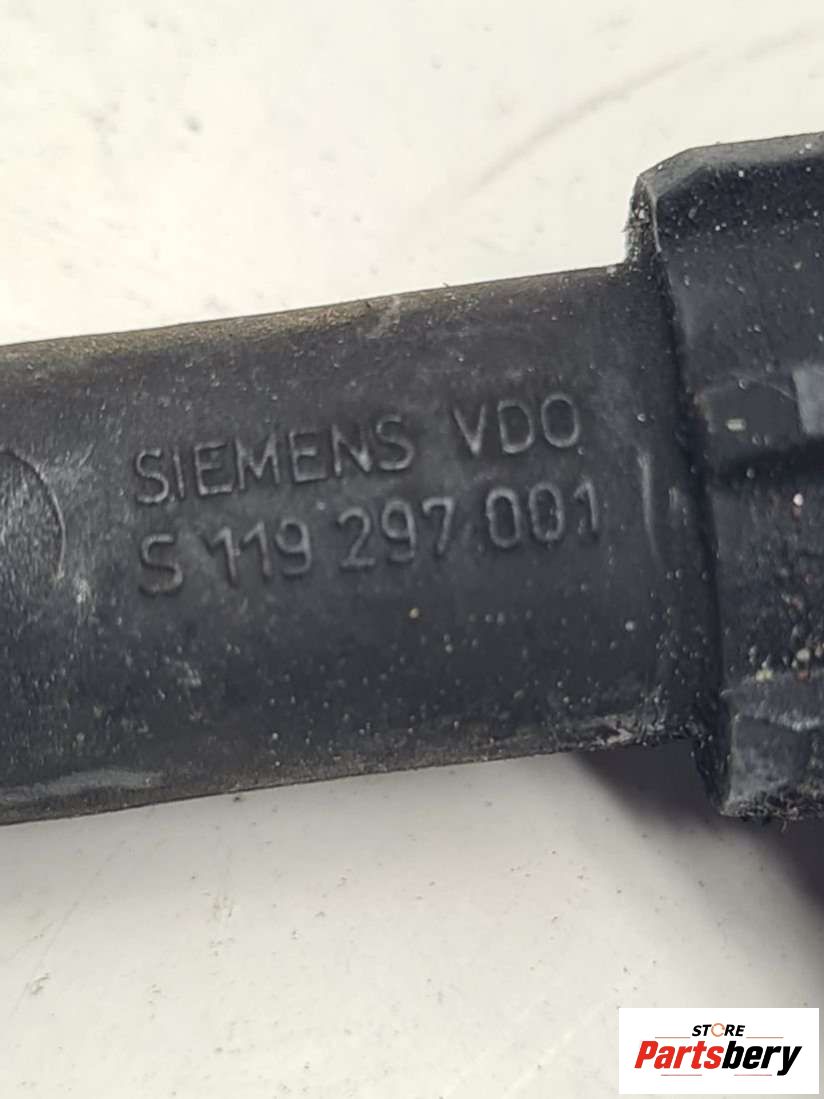 SIEMENS VDO
S 119 297 001
STORE
Partsbery